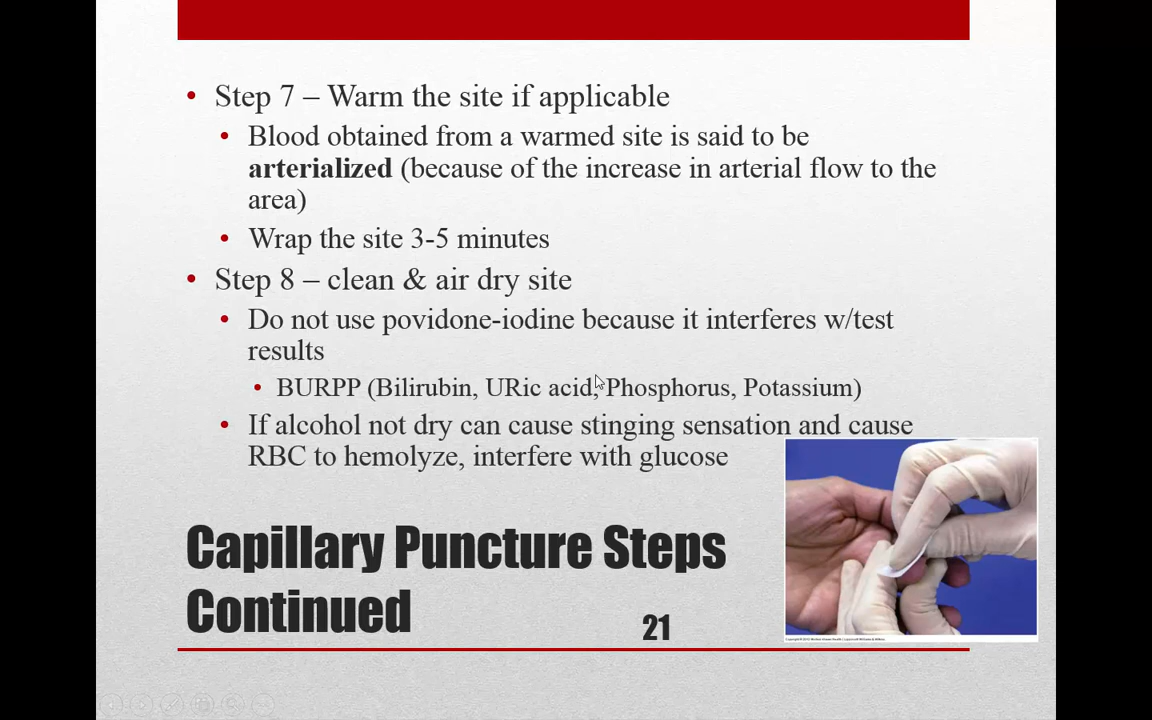 Step 7 – Warm the site if applicable
Blood obtained from a warmed site is said to be
arterialized (because of the increase in arterial flow to the
area)
Wrap the site 3-5 minutes
Step 8 – clean & air dry site
Do not use povidone-iodine because it interferes w/test
results
BURPP (Bilirubin, URic acid, Phosphorus, Potassium)
If alcohol not dry can cause stinging sensation and cause
RBC to hemolyze, interfere with glucose
Capillary Puncture Steps
Continued
21